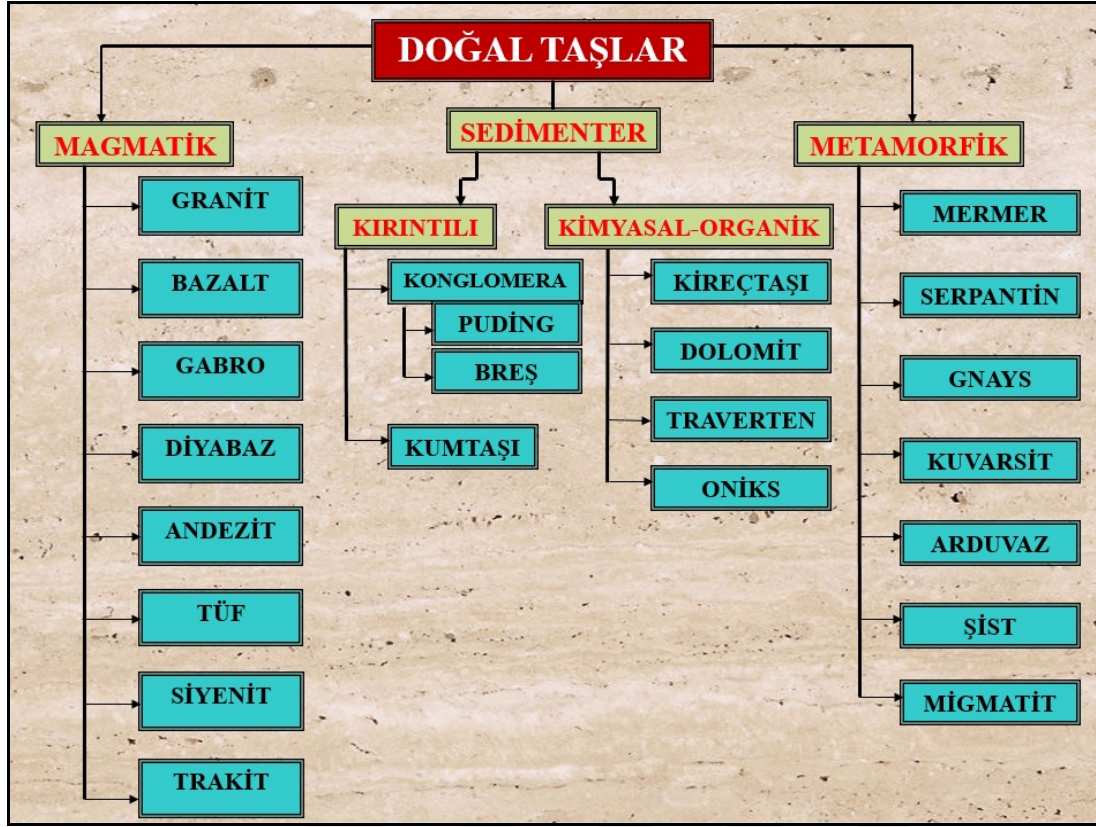 DOĞAL TAŞLAR
MAGMATİK
GRANİT
BAZALT
GABRO
DİYABAZ
ANDEZİT
TÜF
SİYENİT
TRAKİT
SEDİMENTER
KIRINTILI
KONGLOMERA
PUDİNG
BREŞ
KUMTAŞI
KİMYASAL-ORGANİK
KİREÇTAŞI
DOLOMİT
TRAVERTEN
ONİKS
METAMORFİK
MERMER
SERPANTİN
GNAYS
KUVARSİT
ARDUVAZ
ŞİST
MİGMATİT